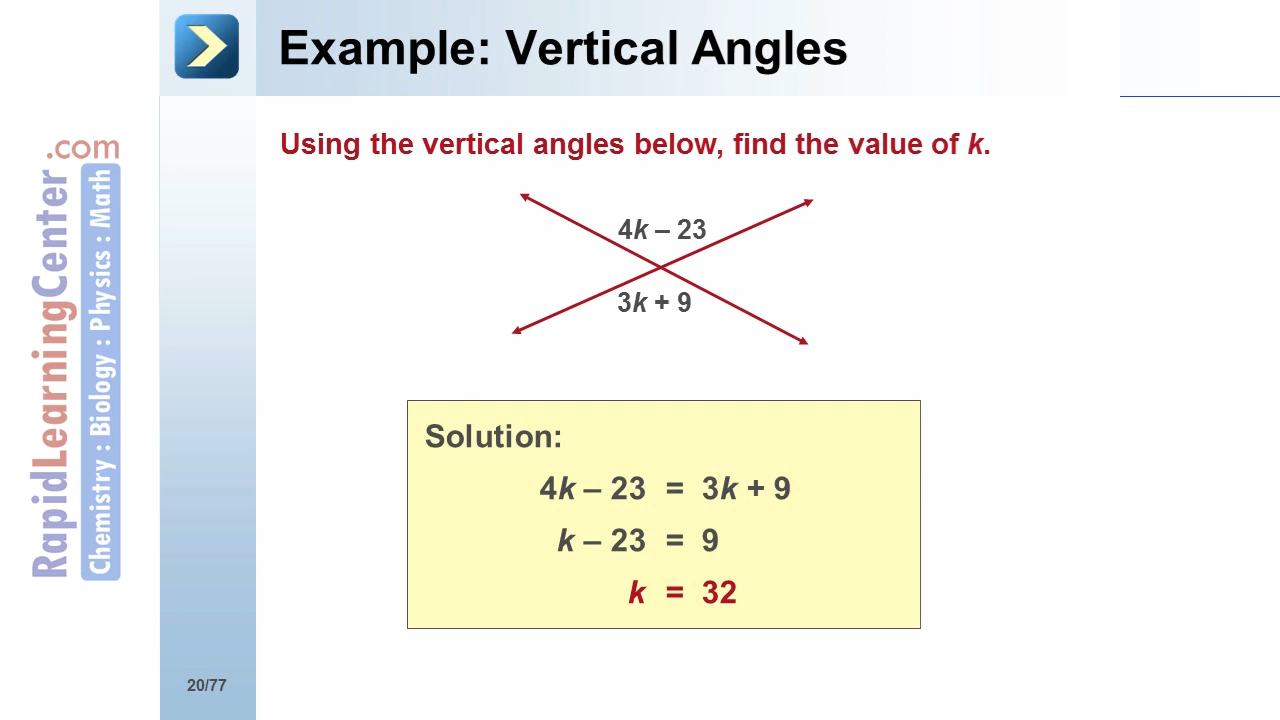 Example: Vertical Angles
Using the vertical angles below, find the value of k.
4k – 23
3k + 9
Solution:
4k – 23 = 3k + 9
k – 23 = 9
k = 32
RapidLearningCenter.com
Chemistry : Biology : Physics : Math
20/77